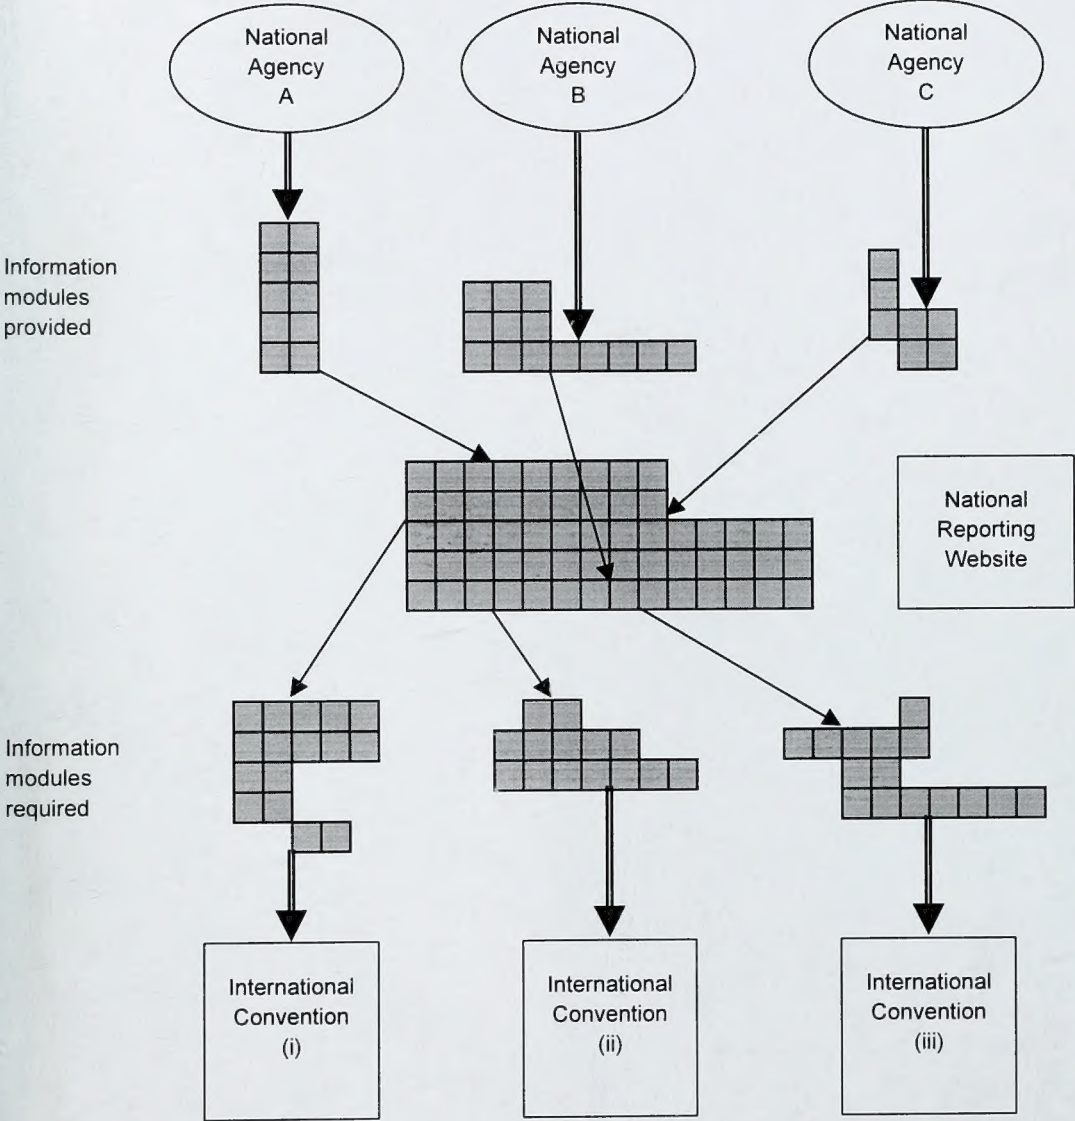 National
Agency
A
National
Agency
B
National
Agency
C
Information
modules
provided
National
Reporting
Website
Information
modules
required
International
Convention
(i)
International
Convention
(ii)
International
Convention
(iii)